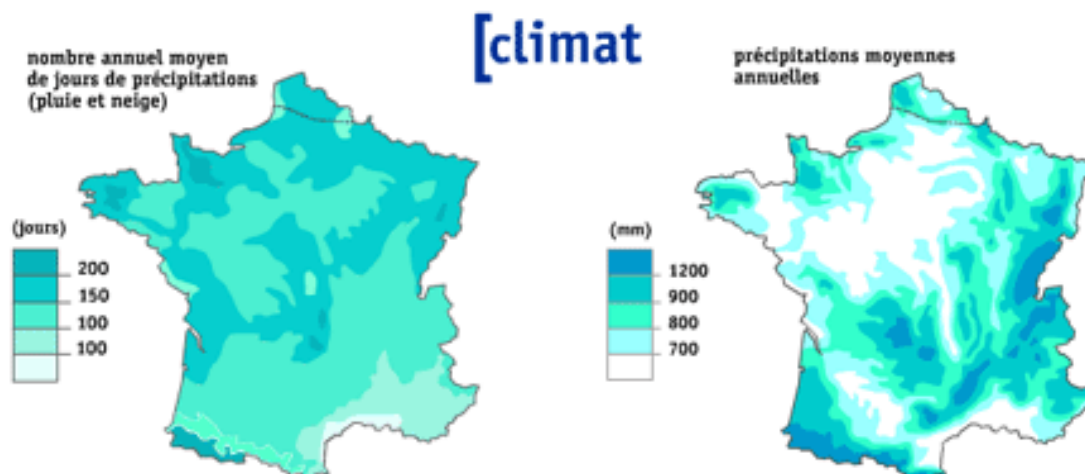 [climat
nombre annuel moyen
de jours de précipitations
(pluie et neige)
(jours)
200
150
100
100
précipitations moyennes
annuelles
(mm)
1200
900
800
700